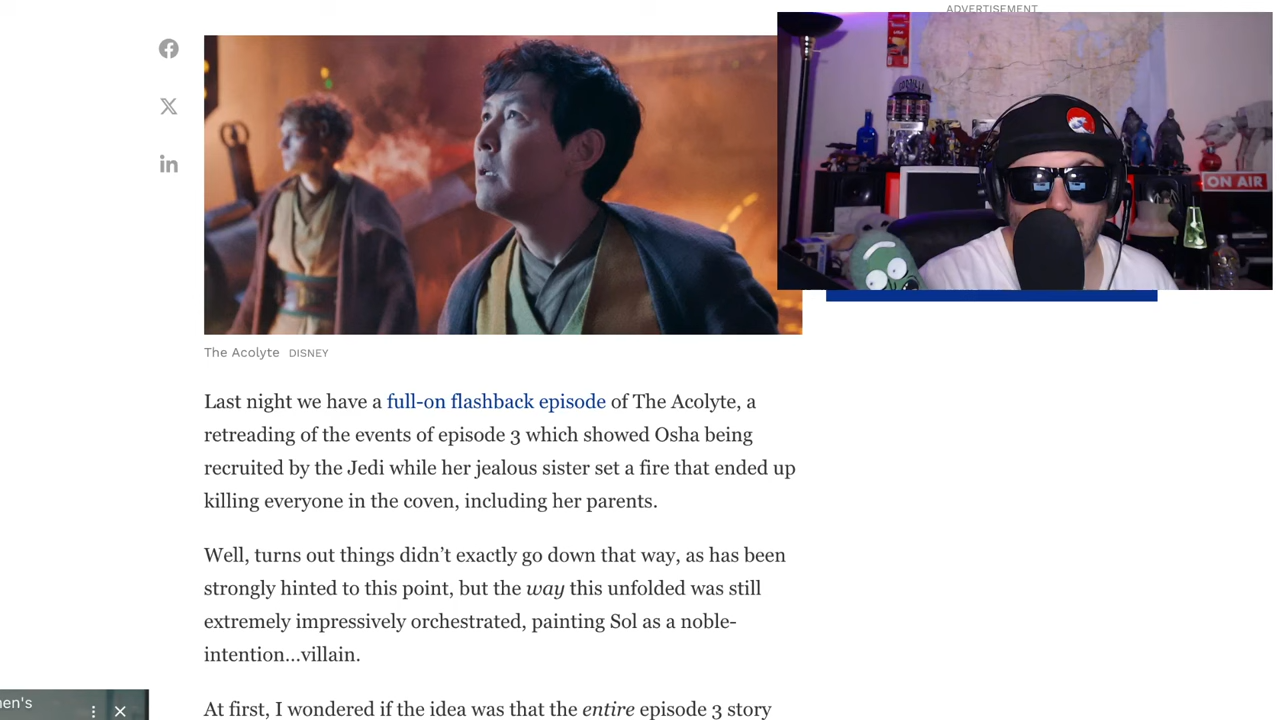 ADVERTISEMENT
ON AIR
The Acolyte DISNEY
Last night we have a full-on flashback episode of The Acolyte, a
retreading of the events of episode 3 which showed Osha being
recruited by the Jedi while her jealous sister set a fire that ended up
killing everyone in the coven, including her parents.
Well, turns out things didn’t exactly go down that way, as has been
strongly hinted to this point, but the way this unfolded was still
extremely impressively orchestrated, painting Sol as a noble-
intention…villain.
At first, I wondered if the idea was that the entire episode 3 story